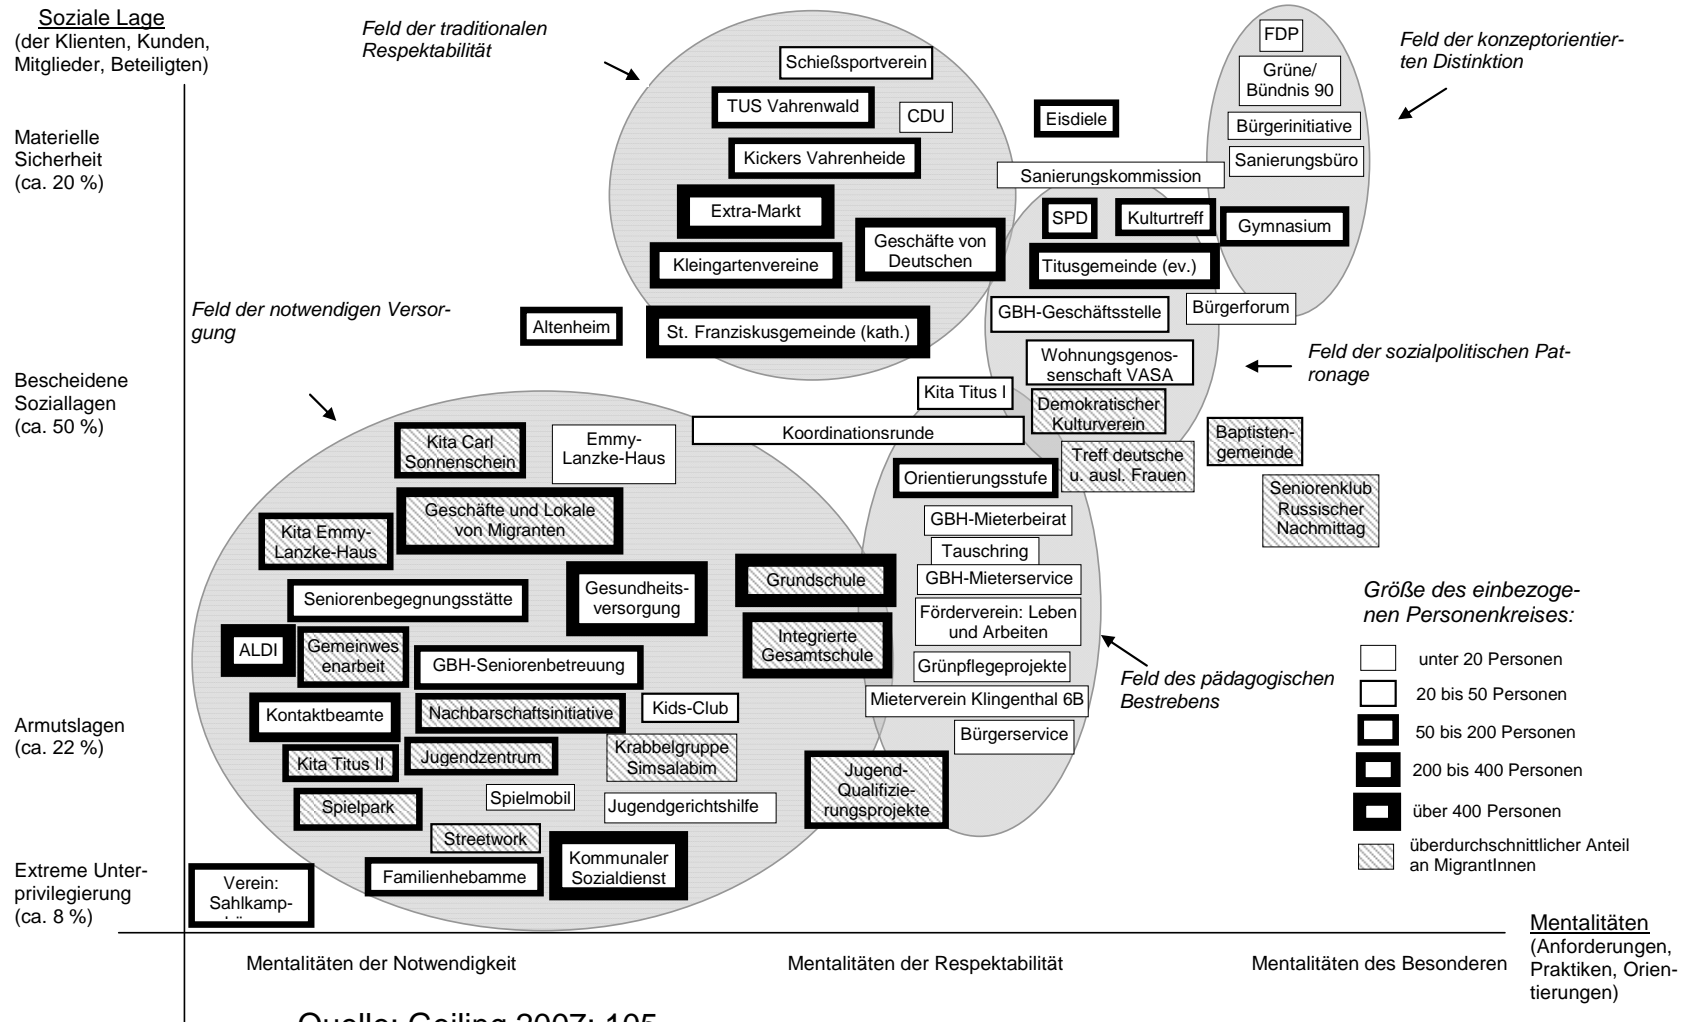 Soziale Lage
(der Klienten, Kunden,
Mitglieder, Beteiligten)
Feld der traditionalen
Respektabilität
Feld der konzeptorientier-
ten Distinktion
Schießsportverein
TUS Vahrenwald
CDU
Kickers Vahrenheide
Extra-Markt
Geschäfte von
Deutschen
Kleingartenvereine
St. Franziskusgemeinde (kath.)
Altenheim
Eisdiele
FDP
Grüne/
Bündnis 90
Bürgerinitiative
Sanierungsbüro
Sanierungskommission
SPD
Kulturtreff
Gymnasium
Titusgemeinde (ev.)
GBH-Geschäftsstelle
Bürgerforum
Wohnungsgenos-
senschaft VASA
Feld der sozialpolitischen Pat-
ronage
Kita Titus I
Demokratischer
Kulturverein
Koordinationsrunde
Baptisten-
gemeinde
Treff deutsche
u. ausl. Frauen
Seniorenklub
Russischer
Nachmittag
Materielle
Sicherheit
(ca. 20 %)
Feld der notwendigen Versor-
gung
Bescheidene
Soziallagen
(ca. 50 %)
Kita Carl
Sonnenschein
Emmy-
Lanzke-Haus
Orientierungsstufe
Geschäfte und Lokale
von Migranten
Kita Emmy-
Lanzke-Haus
GBH-Mieterbeirat
Tauschring
Grundschule
GBH-Mieterservice
Seniorenbegegnungsstätte
Gesundheits-
versorgung
Förderverein: Leben
und Arbeiten
ALDI
Gemeinwes
enarbeit
GBH-Seniorenbetreuung
Integrierte
Gesamtschule
Grünpflegeprojekte
Feld des pädagogischen
Bestrebens
Kontaktbeamte
Nachbarschaftsinitiative
Kids-Club
Mieterverein Klingenthal 6B
Bürgerservice
Armutslagen
(ca. 22 %)
Kita Titus II
Jugendzentrum
Krabbelgruppe
Simsalabim
Jugend-
Qualifizie-
rungsprojekte
Spielpark
Spielmobil
Jugendgerichtshilfe
Streetwork
Familienhebamme
Kommunaler
Sozialdienst
Extreme Unter-
privilegierung
(ca. 8 %)
Verein:
Sahlkamp-
Größe des einbezoge-
nen Personenkreises:
unter 20 Personen
20 bis 50 Personen
50 bis 200 Personen
200 bis 400 Personen
über 400 Personen
überdurchschnittlicher Anteil
an MigrantInnen
Mentalitäten der Notwendigkeit
Mentalitäten der Respektabilität
Mentalitäten des Besonderen
Mentalitäten
(Anforderungen,
Praktiken, Orien-
tierungen)
Quelle: Geiling 2007: 105